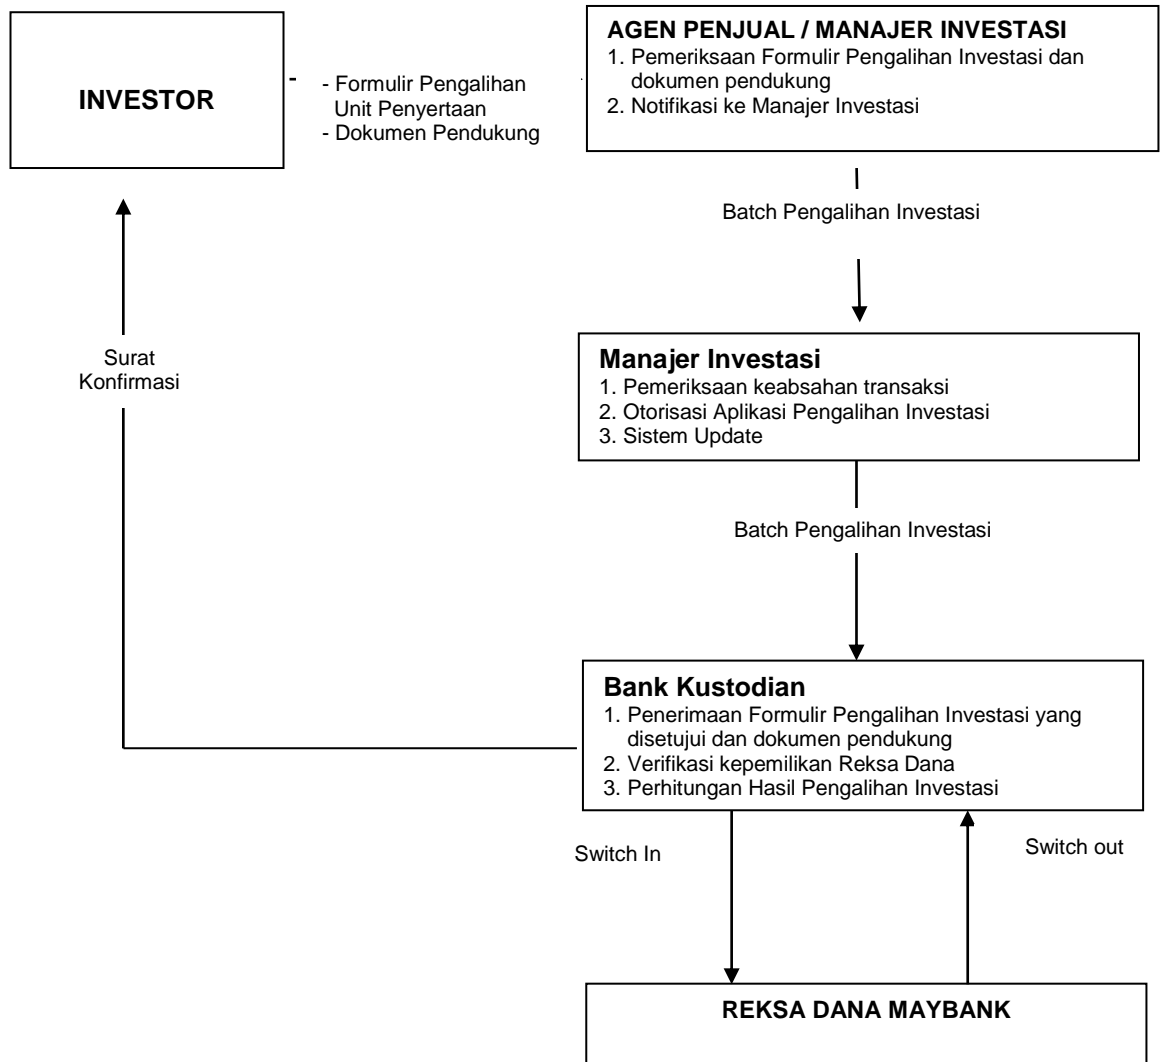 INVESTOR
- Formulir Pengalihan
Unit Penyertaan
- Dokumen Pendukung
AGEN PENJUAL / MANAJER INVESTASI
1. Pemeriksaan Formulir Pengalihan Investasi dan
dokumen pendukung
2. Notifikasi ke Manajer Investasi
Batch Pengalihan Investasi
Manajer Investasi
1. Pemeriksaan keabsahan transaksi
2. Otorisasi Aplikasi Pengalihan Investasi
3. Sistem Update
Surat
Konfirmasi
Batch Pengalihan Investasi
Bank Kustodian
1. Penerimaan Formulir Pengalihan Investasi yang
disetujui dan dokumen pendukung
2. Verifikasi kepemilikan Reksa Dana
3. Perhitungan Hasil Pengalihan Investasi
Switch In
Switch out
REKSA DANA MAYBANK